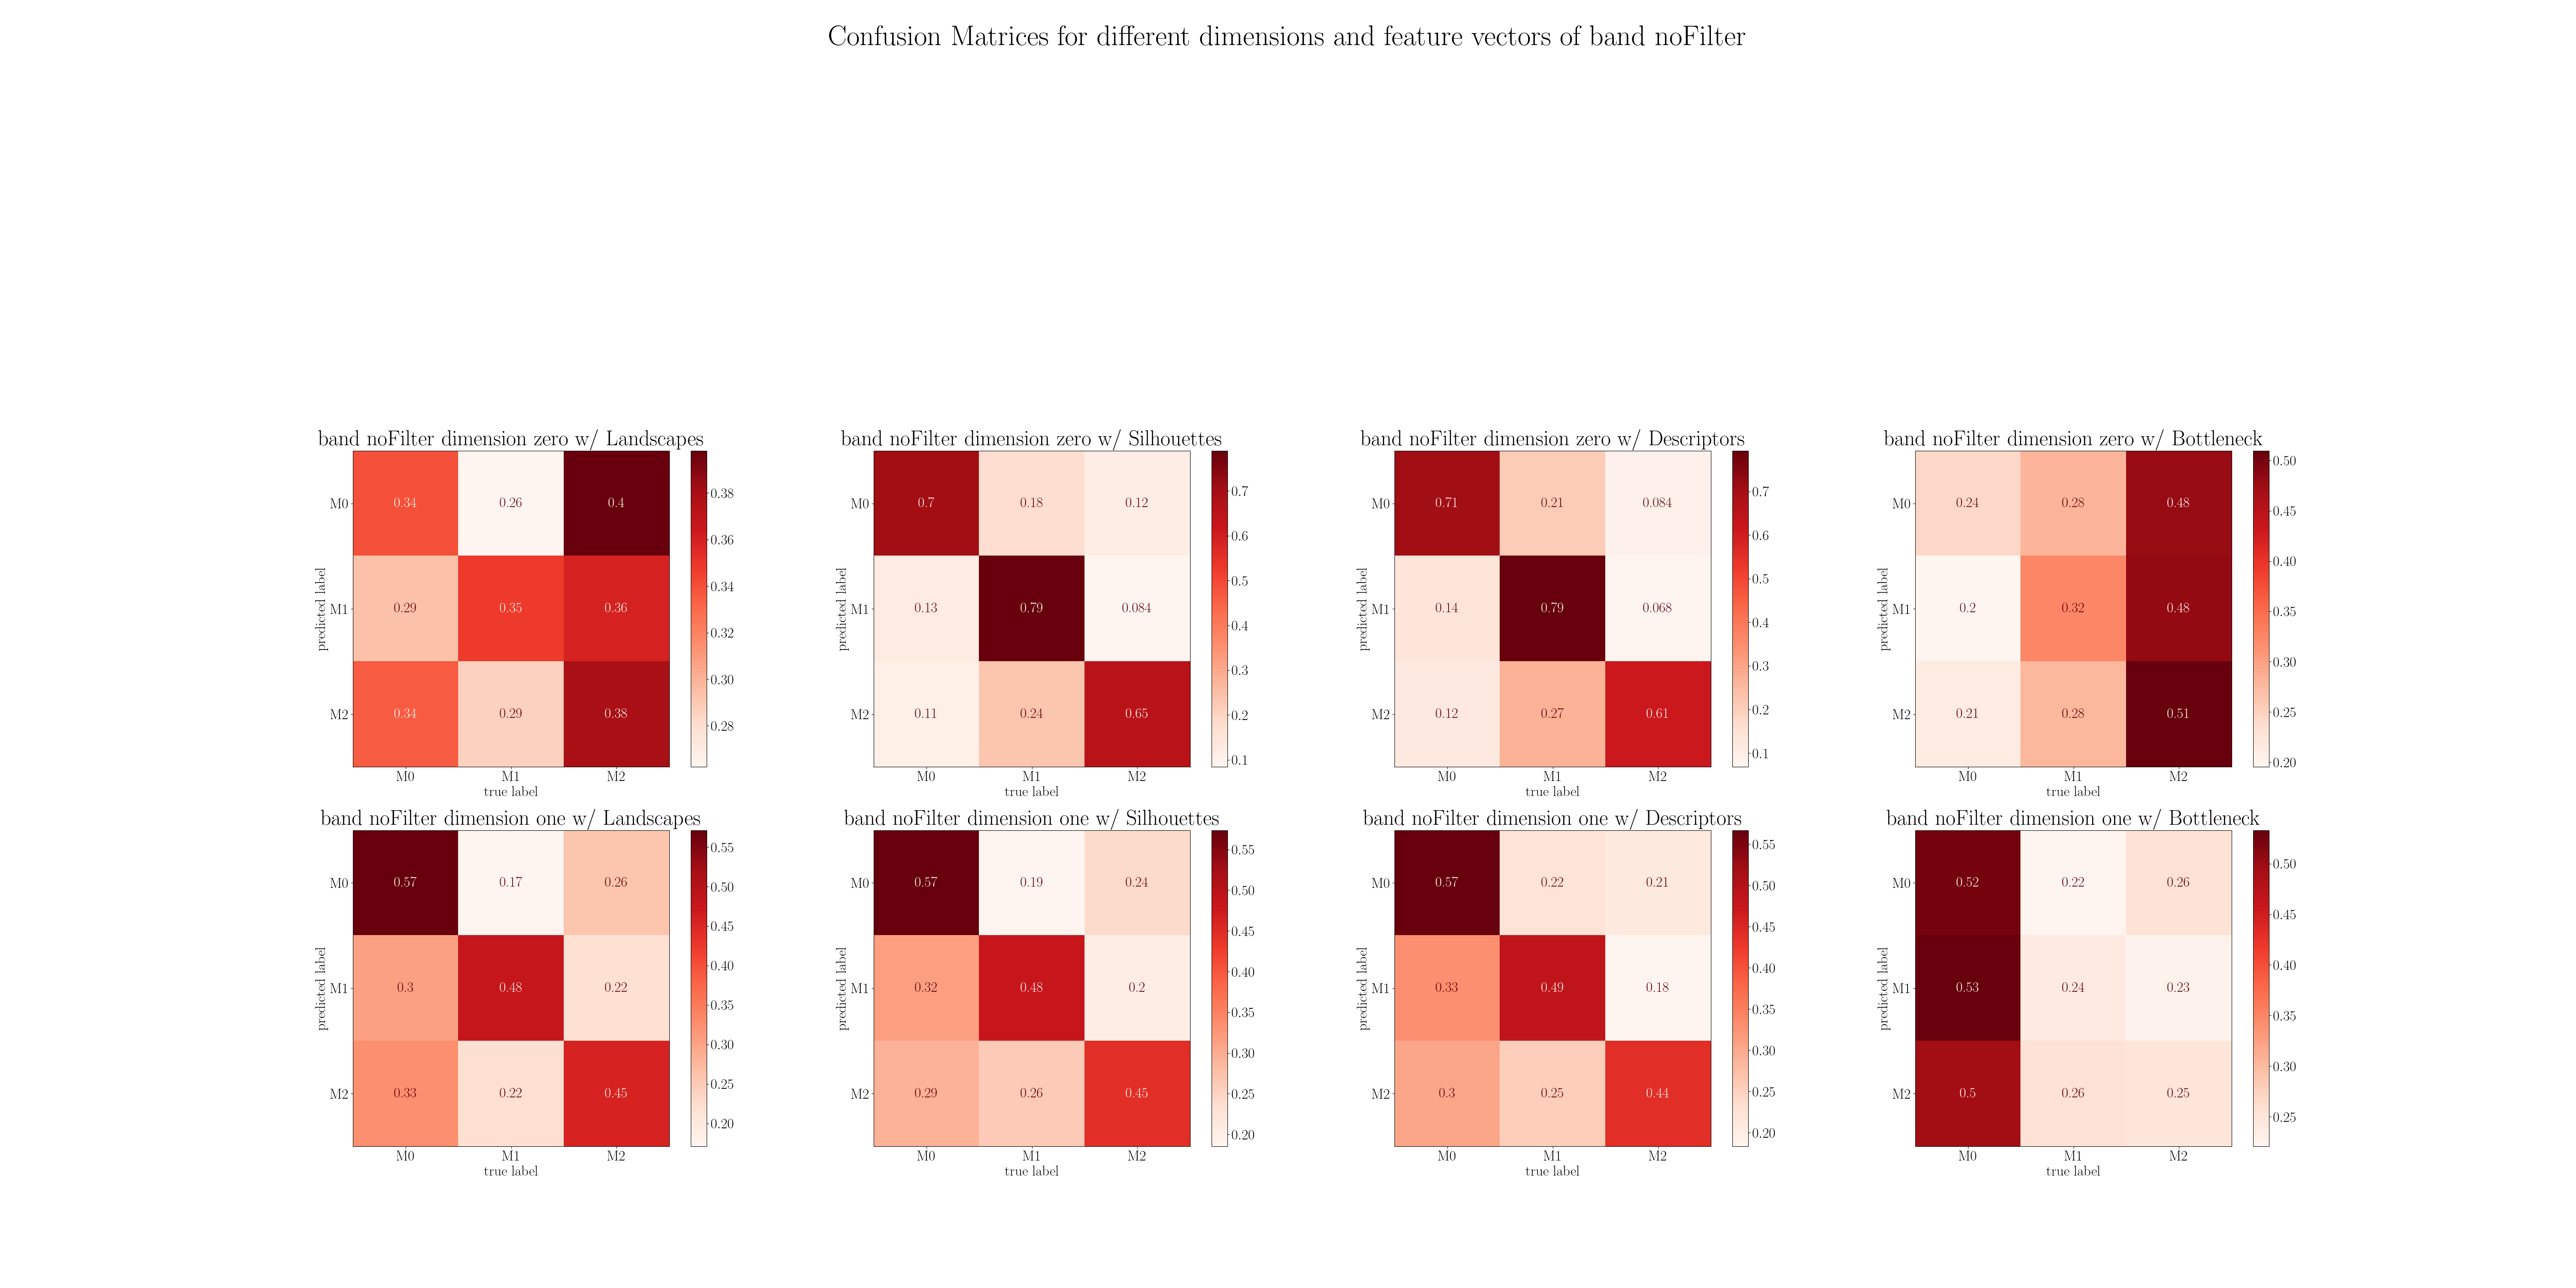 Confusion Matrices for different dimensions and feature vectors of band noFilter
band noFilter dimension zero w/ Landscapes
predicted label
M0 0.34 0.26 0.4
M1 0.29 0.35 0.36
M2 0.34 0.29 0.38
M0 M1 M2
true label
0.38
0.36
0.34
0.32
0.30
0.28
band noFilter dimension zero w/ Silhouettes
predicted label
M0 0.7 0.18 0.12
M1 0.13 0.79 0.084
M2 0.11 0.24 0.65
M0 M1 M2
true label
0.7
0.6
0.5
0.4
0.3
0.2
0.1
band noFilter dimension zero w/ Descriptors
predicted label
M0 0.71 0.21 0.084
M1 0.14 0.79 0.068
M2 0.12 0.27 0.61
M0 M1 M2
true label
0.7
0.6
0.5
0.4
0.3
0.2
0.1
band noFilter dimension zero w/ Bottleneck
predicted label
M0 0.24 0.28 0.48
M1 0.2 0.32 0.48
M2 0.21 0.28 0.51
M0 M1 M2
true label
0.50
0.45
0.40
0.35
0.30
0.25
0.20
band noFilter dimension one w/ Landscapes
predicted label
M0 0.57 0.17 0.26
M1 0.3 0.48 0.22
M2 0.33 0.22 0.45
M0 M1 M2
true label
0.55
0.50
0.45
0.40
0.35
0.30
0.25
0.20
band noFilter dimension one w/ Silhouettes
predicted label
M0 0.57 0.19 0.24
M1 0.32 0.48 0.2
M2 0.29 0.26 0.45
M0 M1 M2
true label
0.55
0.50
0.45
0.40
0.35
0.30
0.25
0.20
band noFilter dimension one w/ Descriptors
predicted label
M0 0.57 0.22 0.21
M1 0.33 0.49 0.18
M2 0.3 0.25 0.44
M0 M1 M2
true label
0.55
0.50
0.45
0.40
0.35
0.30
0.25
0.20
band noFilter dimension one w/ Bottleneck
predicted label
M0 0.52 0.22 0.26
M1 0.53 0.24 0.23
M2 0.5 0.26 0.25
M0 M1 M2
true label
0.50
0.45
0.40
0.35
0.30
0.25